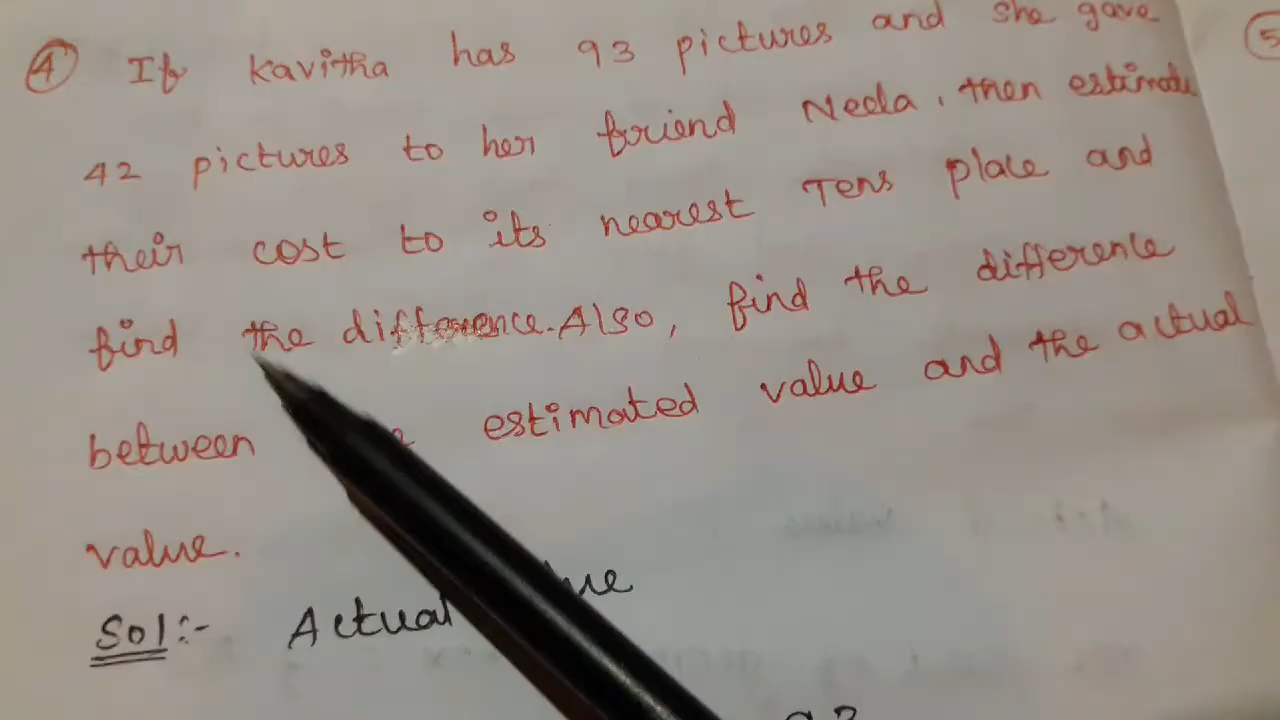 4 If Kavitha has 93 pictures and she gave
42 pictures to her friend Neda, then estimate
their cost to its nearest Tens place and
find the difference. Also, find the difference
between estimated value and the actual
value.
Sol:- Actual
5